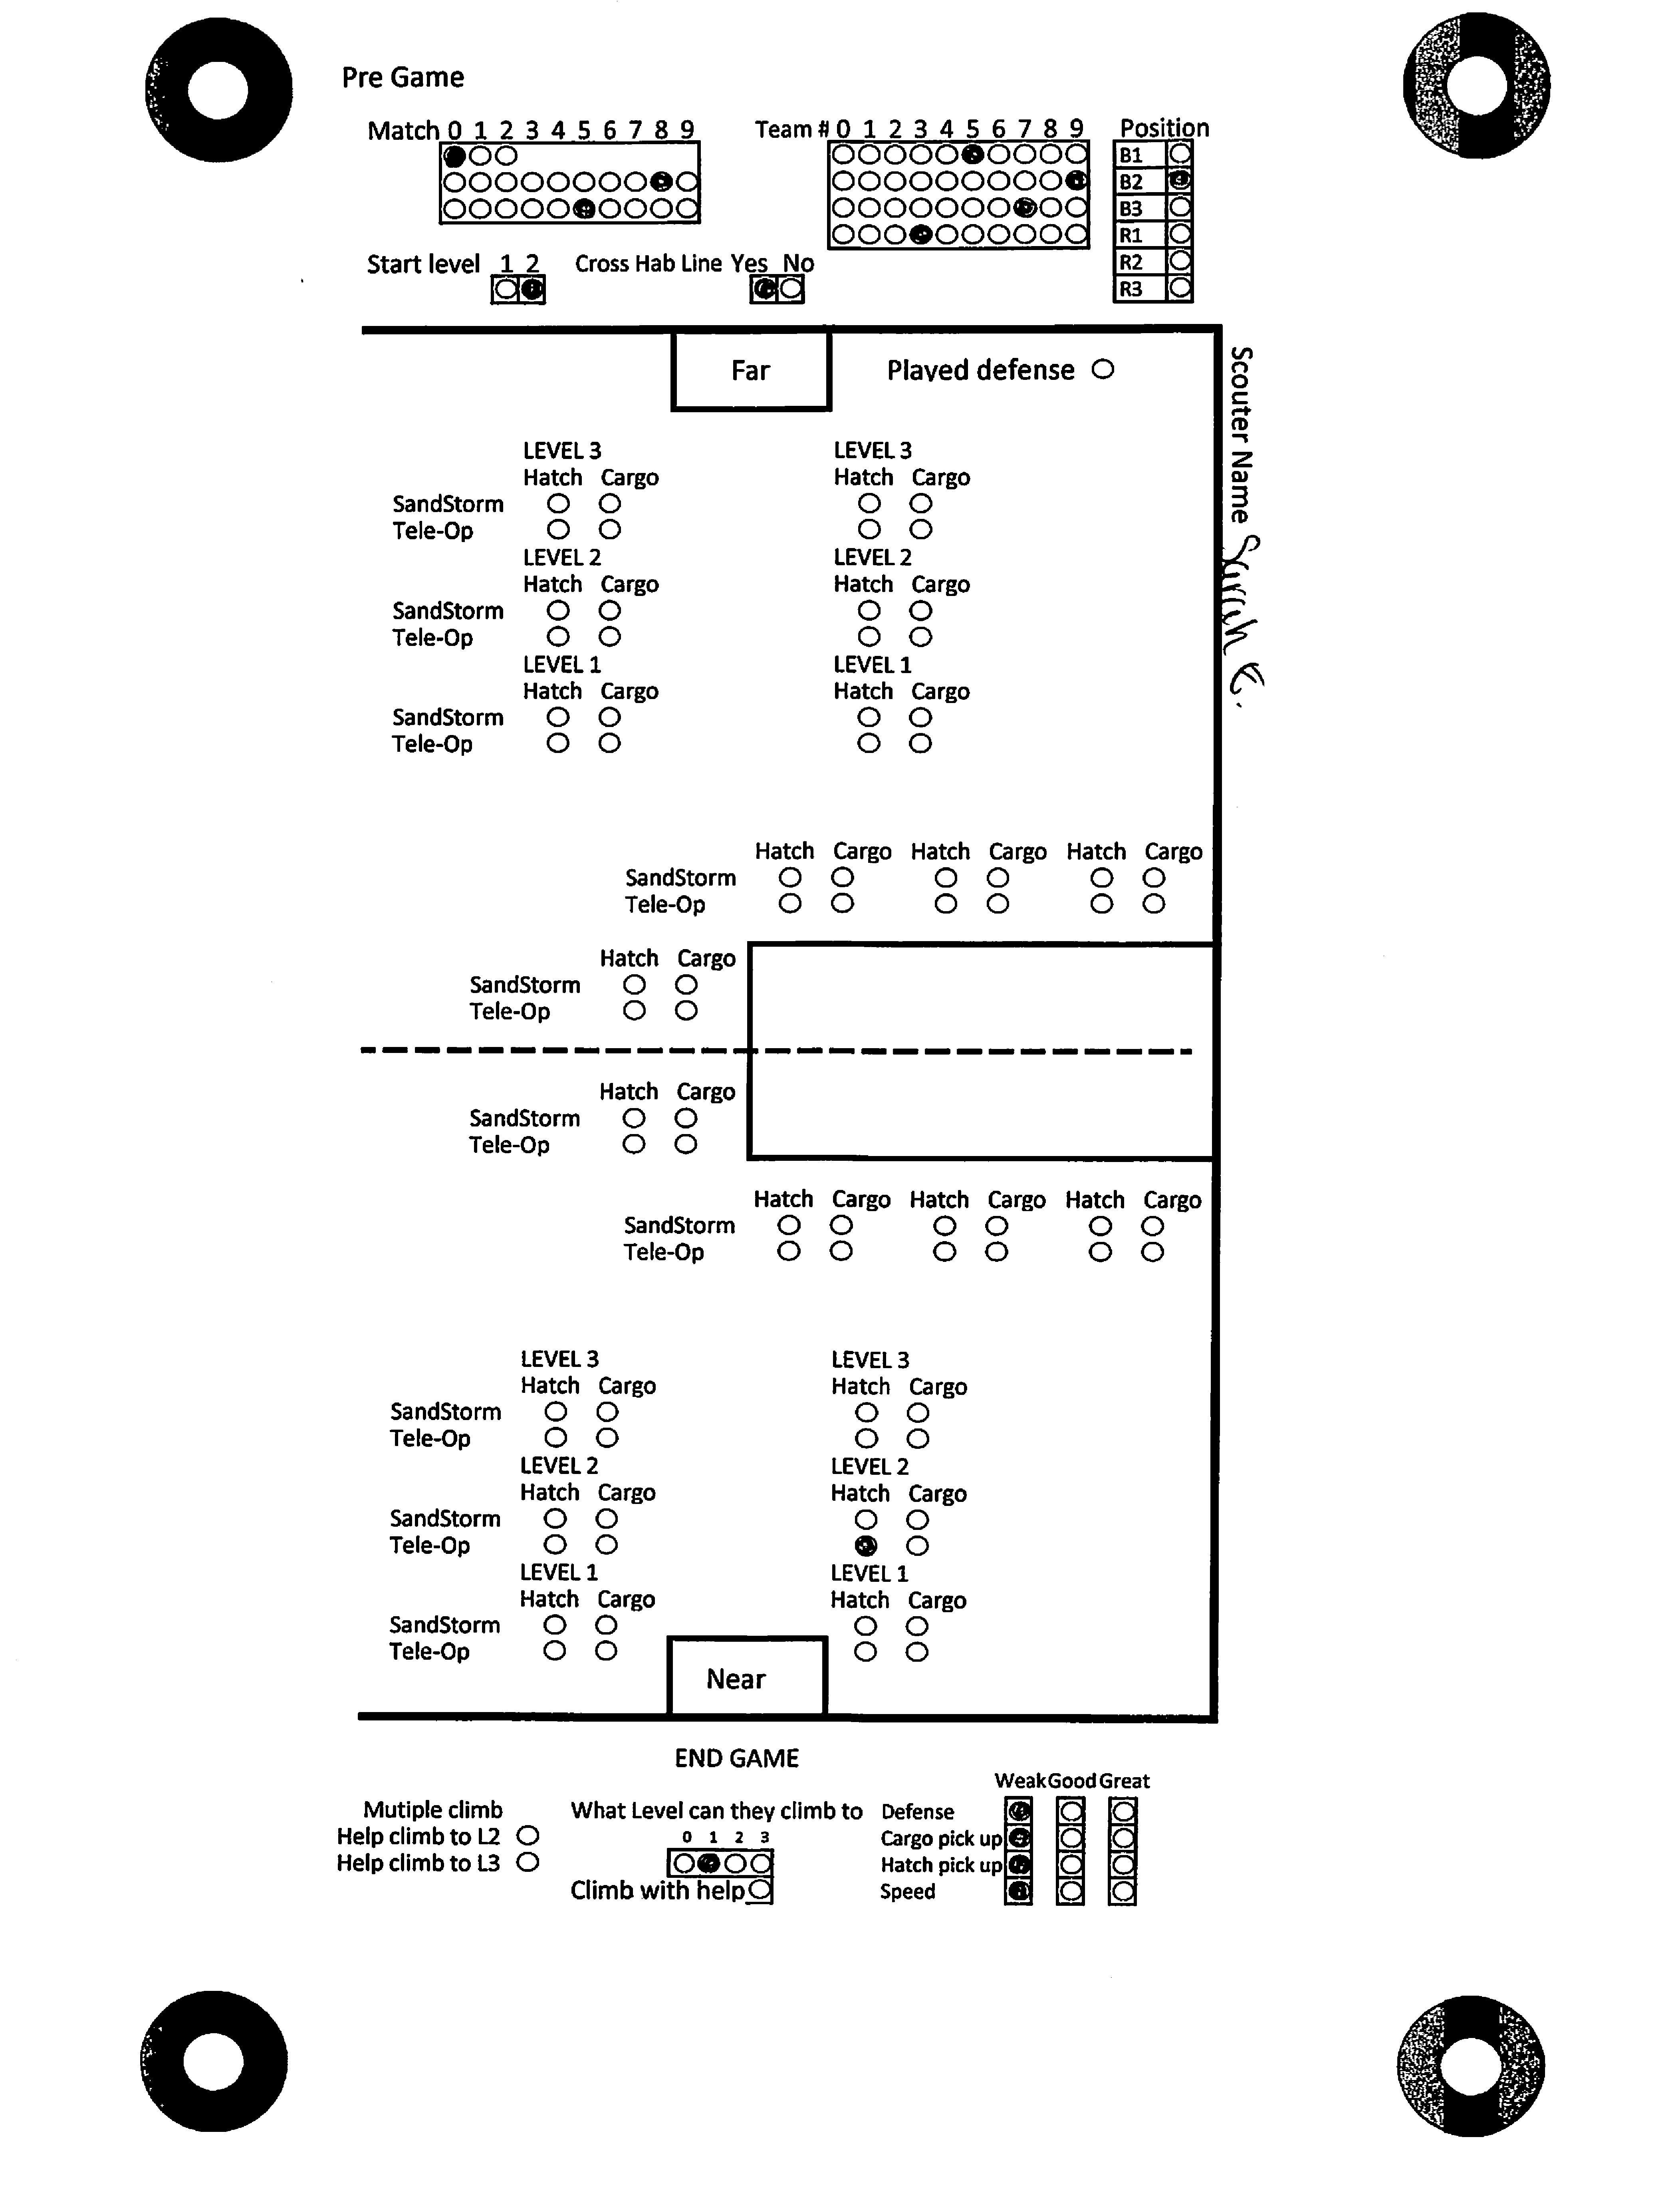 Pre Game
Match 0 1 2 3 4 5 6 7 8 9
Team # 0 1 2 3 4 5 6 7 8 9
Position
B1
B2
B3
R1
R2
R3
Start level 1 2
Cross Hab Line Yes No
Far
Played defense
Scouter Name Sarah E.
LEVEL 3 LEVEL 3
Hatch Cargo Hatch Cargo
SandStorm
Tele-Op
LEVEL 2 LEVEL 2
Hatch Cargo Hatch Cargo
SandStorm
Tele-Op
LEVEL 1 LEVEL 1
Hatch Cargo Hatch Cargo
SandStorm
Tele-Op
Hatch Cargo Hatch Cargo Hatch Cargo
SandStorm
Tele-Op
Hatch Cargo
SandStorm
Tele-Op
Hatch Cargo
SandStorm
Tele-Op
Hatch Cargo Hatch Cargo Hatch Cargo
SandStorm
Tele-Op
LEVEL 3 LEVEL 3
Hatch Cargo Hatch Cargo
SandStorm
Tele-Op
LEVEL 2 LEVEL 2
Hatch Cargo Hatch Cargo
SandStorm
Tele-Op
LEVEL 1 LEVEL 1
Hatch Cargo Hatch Cargo
SandStorm
Tele-Op
Near
END GAME
Mutiple climb
Help climb to L2
Help climb to L3
What Level can they climb to
0 1 2 3
Climb with help
Weak Good Great
Defense
Cargo pick up
Hatch pick up
Speed